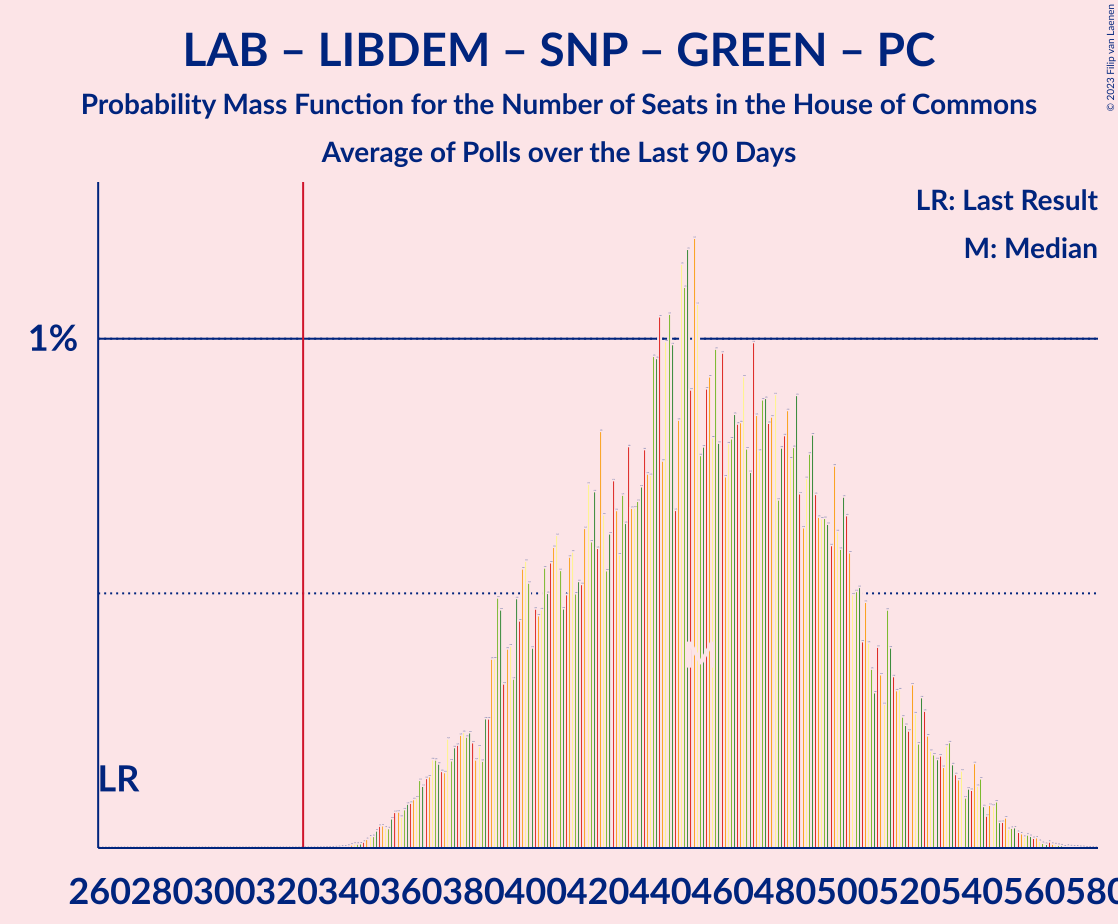 LAB – LIBDEM – SNP – GREEN – PC
Probability Mass Function for the Number of Seats in the House of Commons
Average of Polls over the Last 90 Days
© 2023 Filip van Laenen
LR: Last Result
M: Median
1%
M
LR
260280300320340360380400420440460480500520540560580